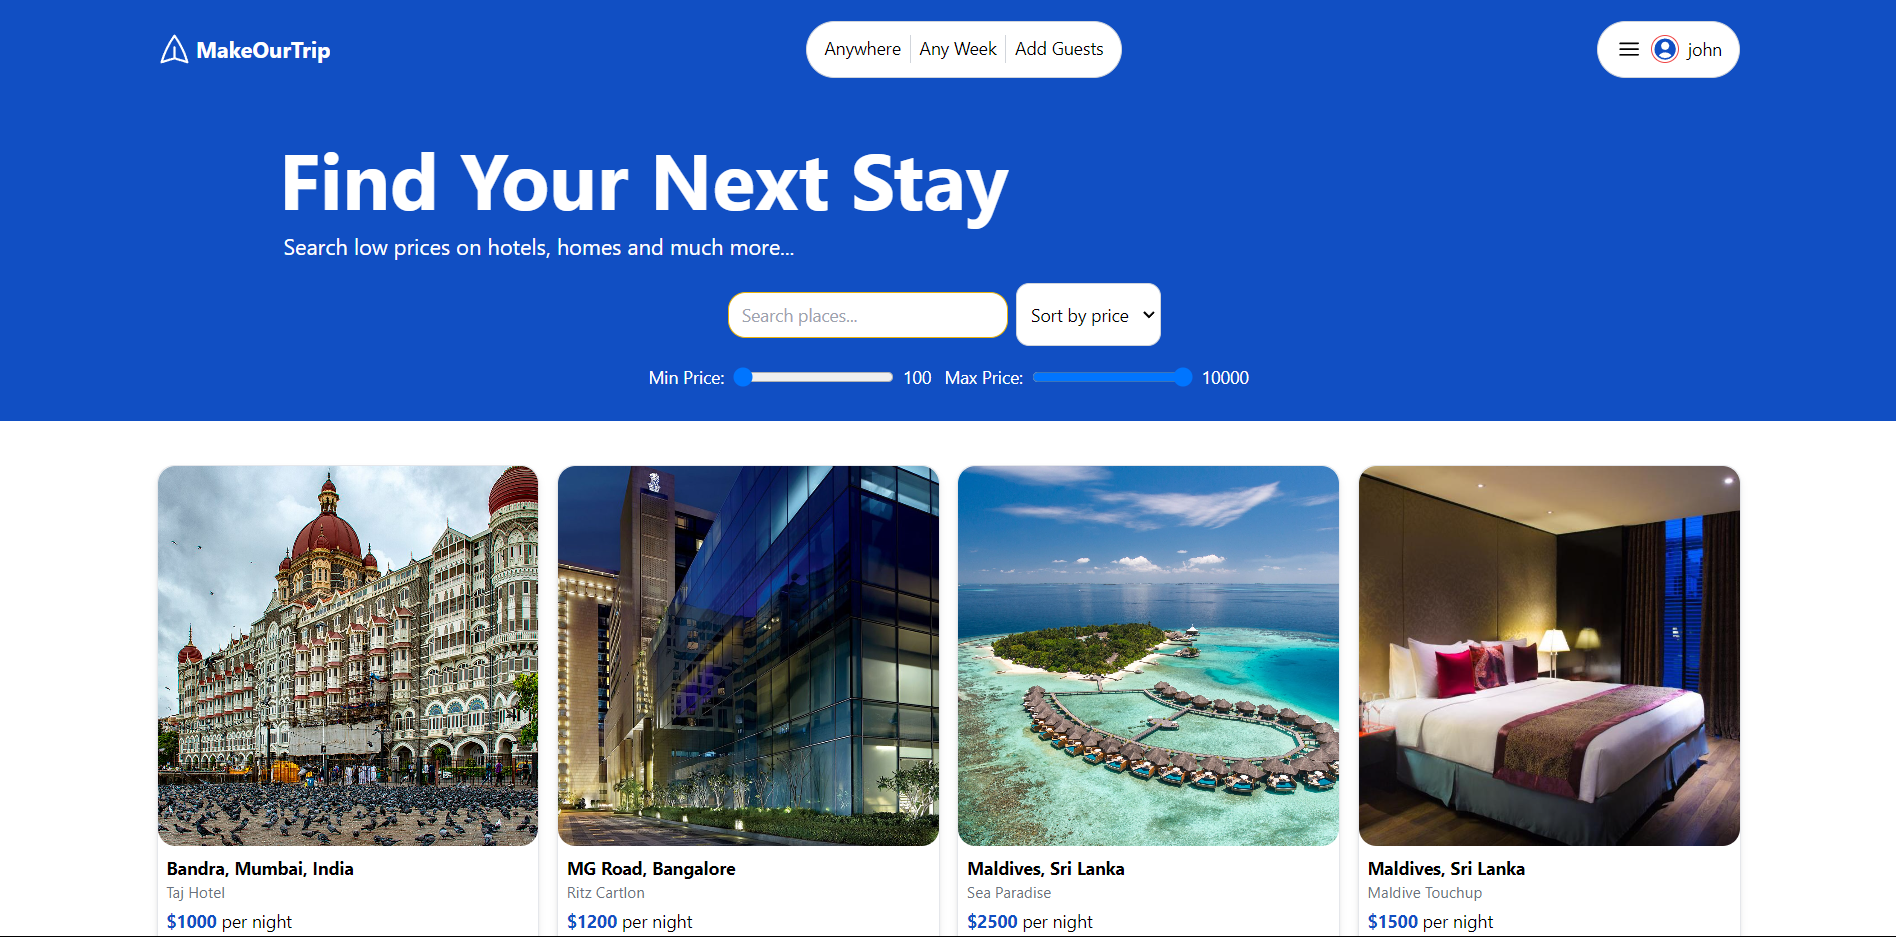 MakeOurTrip
Anywhere Any Week Add Guests
john
Find Your Next Stay
Search low prices on hotels, homes and much more...
Search places...
Sort by price
Min Price: 100 Max Price: 10000
Bandra, Mumbai, India
Taj Hotel
$1000 per night
MG Road, Bangalore
Ritz Cartlon
$1200 per night
Maldives, Sri Lanka
Sea Paradise
$2500 per night
Maldives, Sri Lanka
Maldive Touchup
$1500 per night